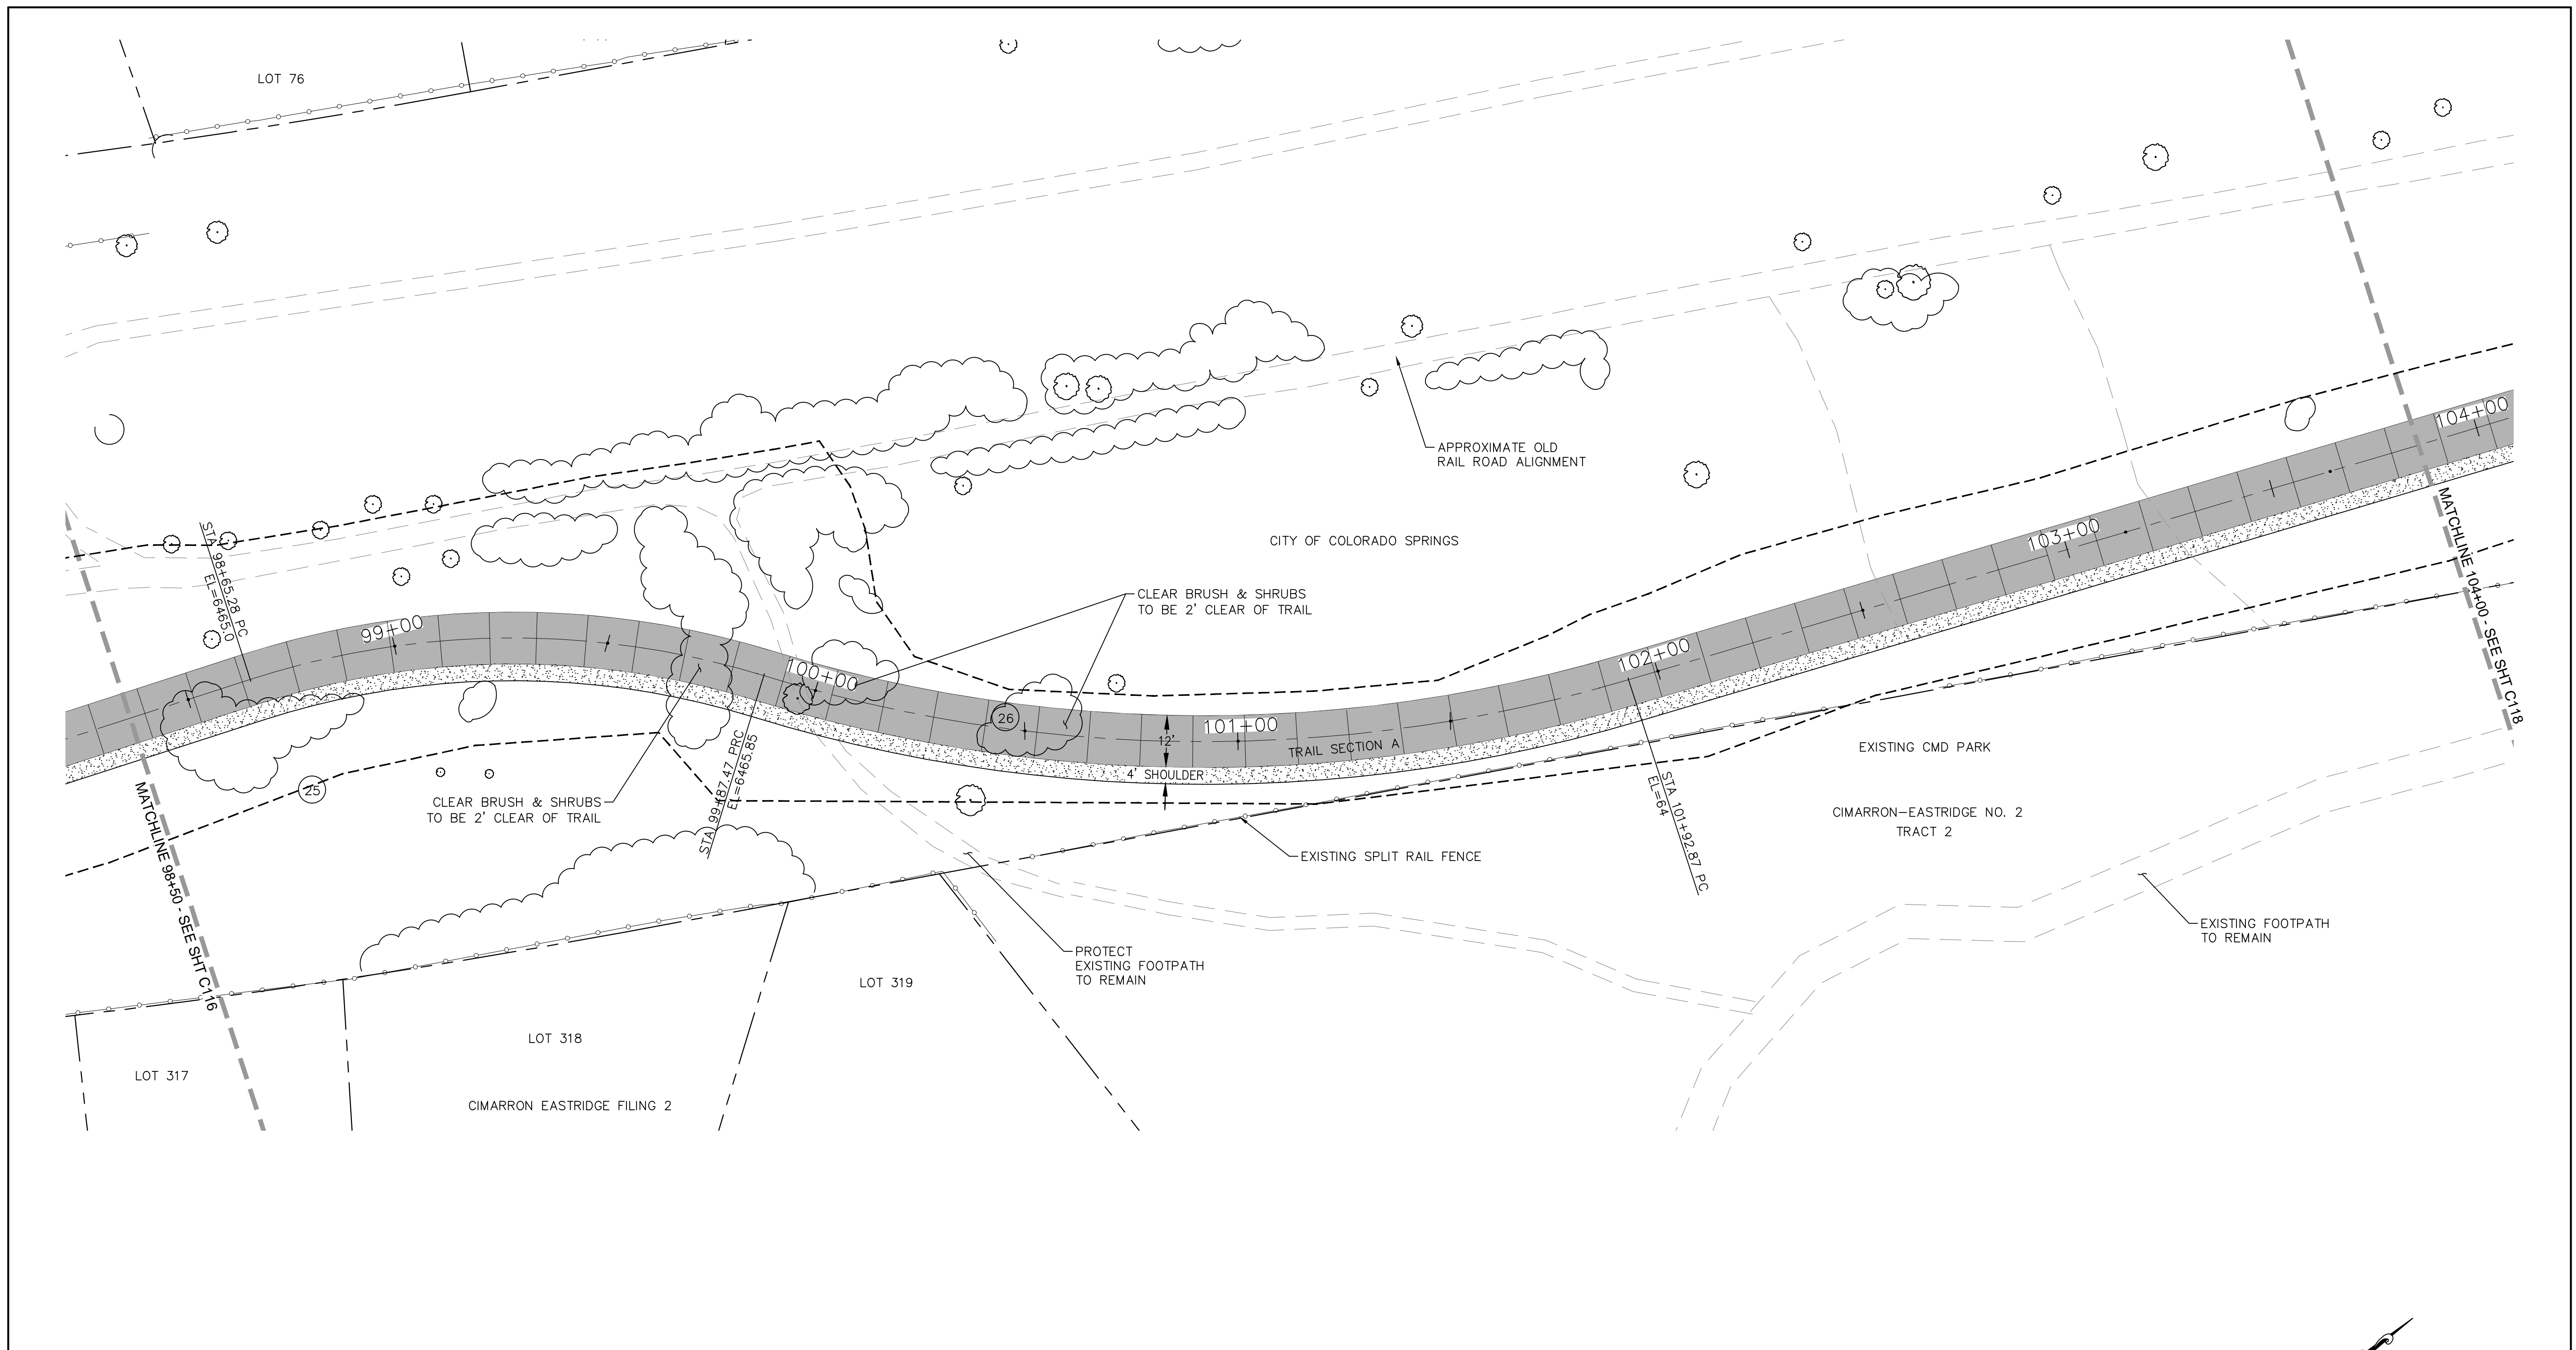 LOT 76
STA 98+65.28 PC
EL=6465.0
99+00
100+00
101+00
102+00
103+00
104+00
APPROXIMATE OLD
RAIL ROAD ALIGNMENT
CITY OF COLORADO SPRINGS
CLEAR BRUSH & SHRUBS
TO BE 2' CLEAR OF TRAIL
26
12'
TRAIL SECTION A
4' SHOULDER
25
CLEAR BRUSH & SHRUBS
TO BE 2' CLEAR OF TRAIL
STA 99+87.47 PRC
EL=6465.85
STA 101+92.87 PC
EL=64
EXISTING CMD PARK
CIMARRON-EASTRIDGE NO. 2
TRACT 2
EXISTING SPLIT RAIL FENCE
EXISTING FOOTPATH
TO REMAIN
PROTECT
EXISTING FOOTPATH
TO REMAIN
MATCHLINE 98+50 - SEE SHT C116
MATCHLINE 104+00 - SEE SHT C118
LOT 319
LOT 318
LOT 317
CIMARRON EASTRIDGE FILING 2